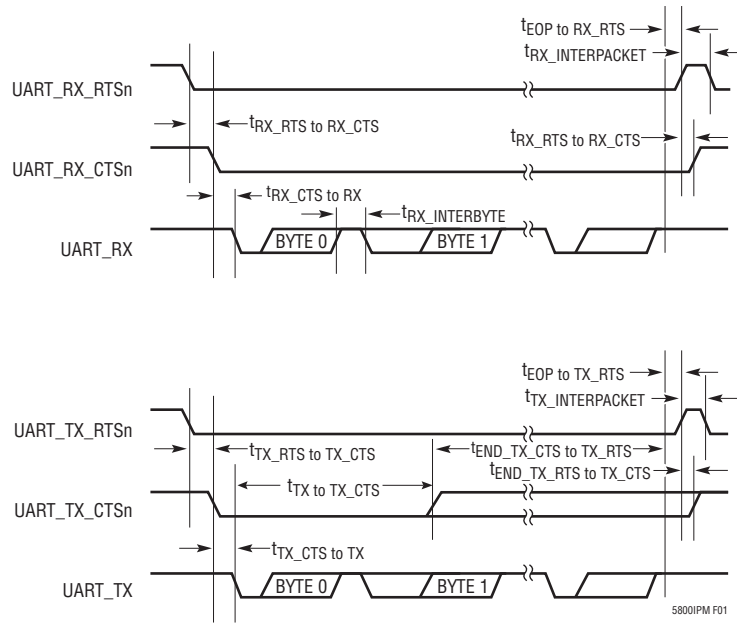 tEOP to RX_RTS
tRX_INTERPACKET
UART_RX_RTSn
tRX_RTS to RX_CTS
tRX_RTS to RX_CTS
UART_RX_CTSn
tRX_CTS to RX
tRX_INTERBYTE
UART_RX
BYTE 0
BYTE 1
tEOP to TX_RTS
tTX_INTERPACKET
UART_TX_RTSn
tTX_RTS to TX_CTS
tEND_TX_CTS to TX_RTS
tEND_TX_RTS to TX_CTS
tTX to TX_CTS
UART_TX_CTSn
tTX_CTS to TX
UART_TX
BYTE 0
BYTE 1
5800IPM F01